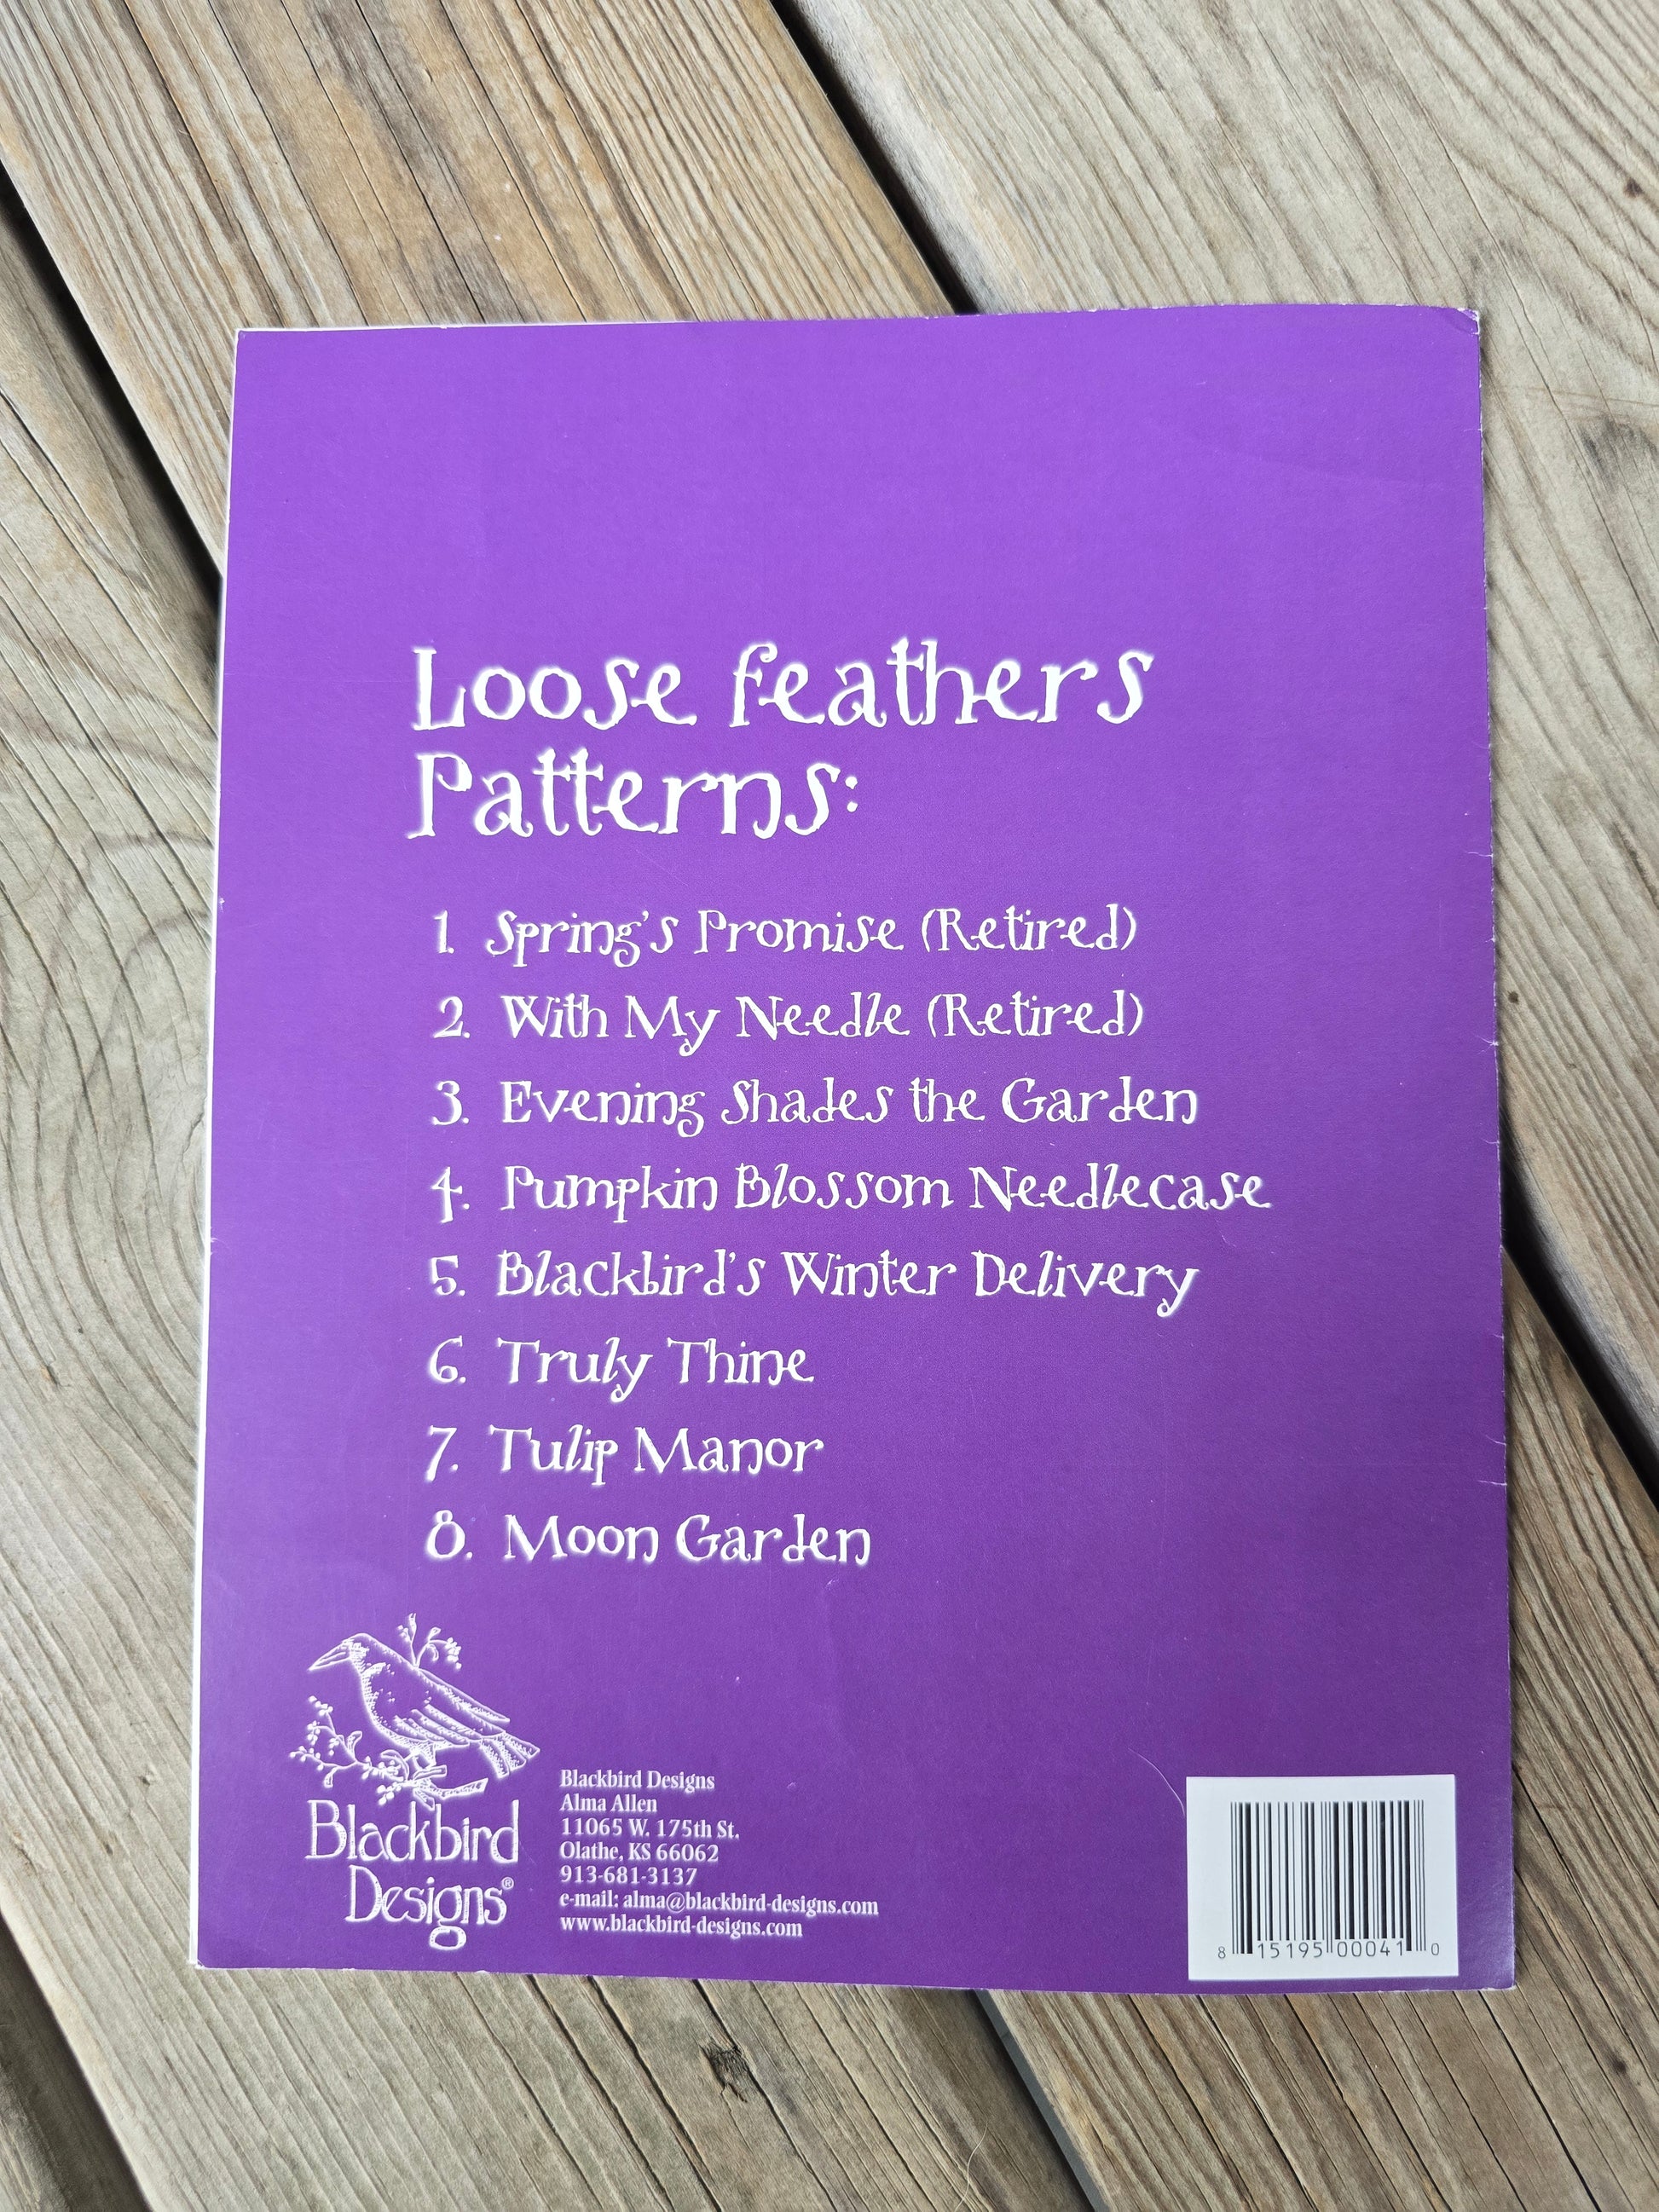 Loose feathers
Patterns:
1. Spring's Promise (Retired)
2. With My Needle (Retired)
3. Evening Shades the Garden
4. Pumpkin Blossom Needlecase
5. Blackbird's Winter Delivery
6. Truly Thine
7. Tulip Manor
8. Moon Garden
Blackbird
Designs®
Blackbird Designs
Alma Allen
11065 W. 175th St.
Olathe, KS 66062
913-681-3137
e-mail: alma@blackbird-designs.com
www.blackbird-designs.com
8 15195 00041 0